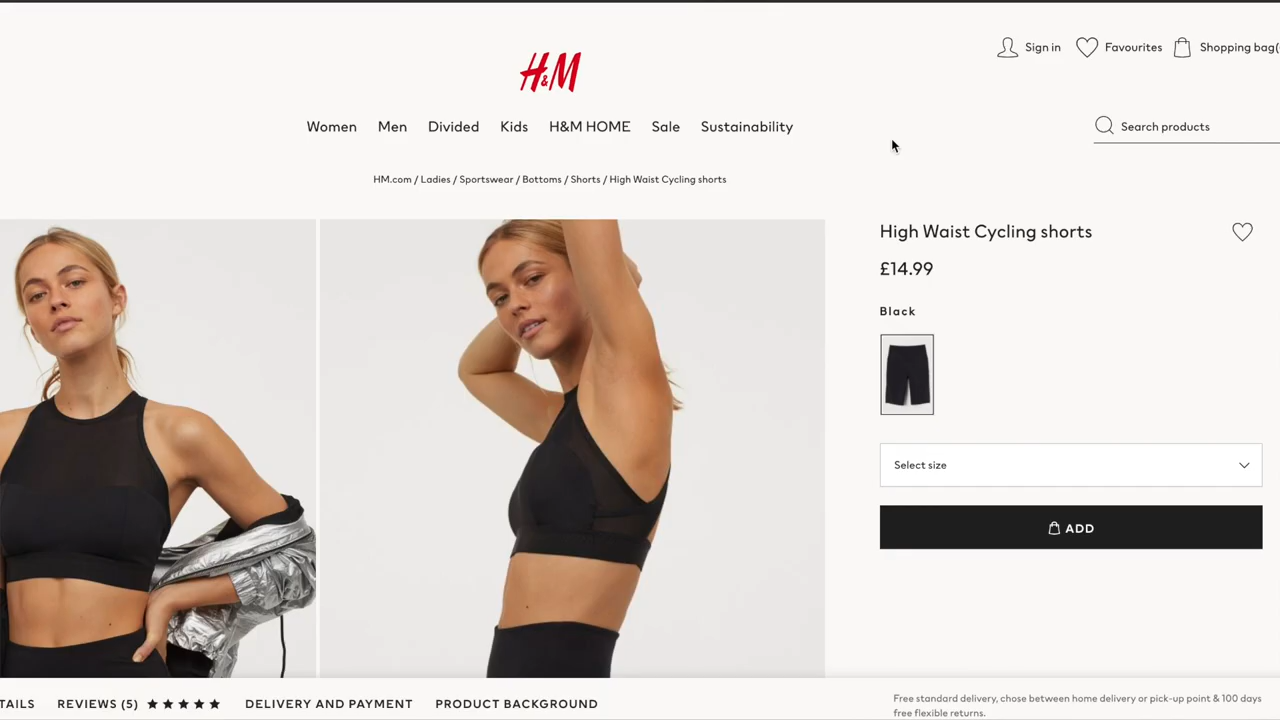 Sign in
Favourites
Shopping bag(
H&M
Women
Men
Divided
Kids
H&M HOME
Sale
Sustainability
Search products
HM.com / Ladies / Sportswear / Bottoms / Shorts / High Waist Cycling shorts
High Waist Cycling shorts
£14.99
Black
Select size
ADD
TAILS
REVIEWS (5)
DELIVERY AND PAYMENT
PRODUCT BACKGROUND
Free standard delivery, chose between home delivery or pick-up point & 100 days
free flexible returns.